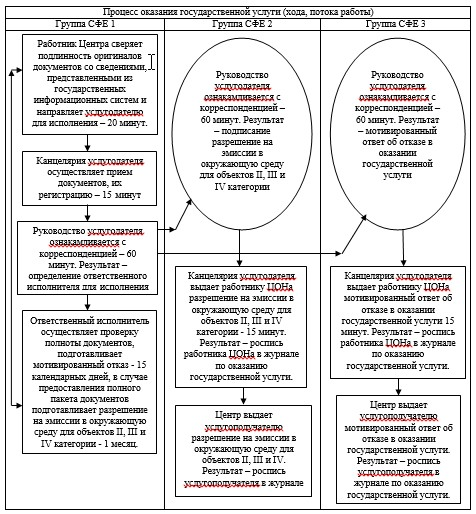 Процесс оказания государственной услуги (хода, потока работы)
Группа СФЕ 1
Группа СФЕ 2
Группа СФЕ 3
Работник Центра сверяет
подлинность оригиналов
документов со сведениями,
представленными из
государственных
информационных систем и
направляет услугодателю
для исполнения – 20 минут.
Канцелярия услугодателя
осуществляет прием
документов, их
регистрацию – 15 минут
Руководство услугодателя
ознакамливается с
корреспонденцией – 60
минут. Результат –
определение ответственного
исполнителя для исполнения
Ответственный исполнитель
осуществляет проверку
полноты документов,
подготавливает
мотивированный отказ - 15
календарных дней, в случае
предоставления полного
пакета документов
подготавливает разрешение
на эмиссии в окружающую
среду для объектов II, III и
IV категории - 1 месяц.
Руководство
услугодателя
ознакамливается с
корреспонденцией –
60 минут. Результат
– подписание
разрешение на
эмиссии в
окружающую среду
для объектов II, III и
IV категории
Канцелярия услугодателя
выдает работнику ЦОНа
разрешение на эмиссии в
окружающую среду для
объектов II, III и IV
категории - 15 минут.
Результат – роспись
работника ЦОНа в журнале
по оказанию
государственной услуги.
Центр выдает
услугополучателю
разрешение на эмиссии в
окружающую среду для
объектов II, III и IV.
Результат – роспись
услугополучателя в журнале
Руководство
услугодателя
ознакамливается с
корреспонденцией –
60 минут. Результат
– мотивированный
ответ об отказе в
оказании
государственной
услуги
Канцелярия услугодателя
выдает работнику ЦОНа
мотивированный ответ об
отказе в оказании
государственной услуги 15
минут. Результат – роспись
работника ЦОНа в журнале
по оказанию
государственной услуги.
Центр выдает
услугополучателю
мотивированный ответ об
отказе в оказании
государственной услуги.
Результат – роспись
услугополучателя в
журнале по оказанию
государственной услуги.